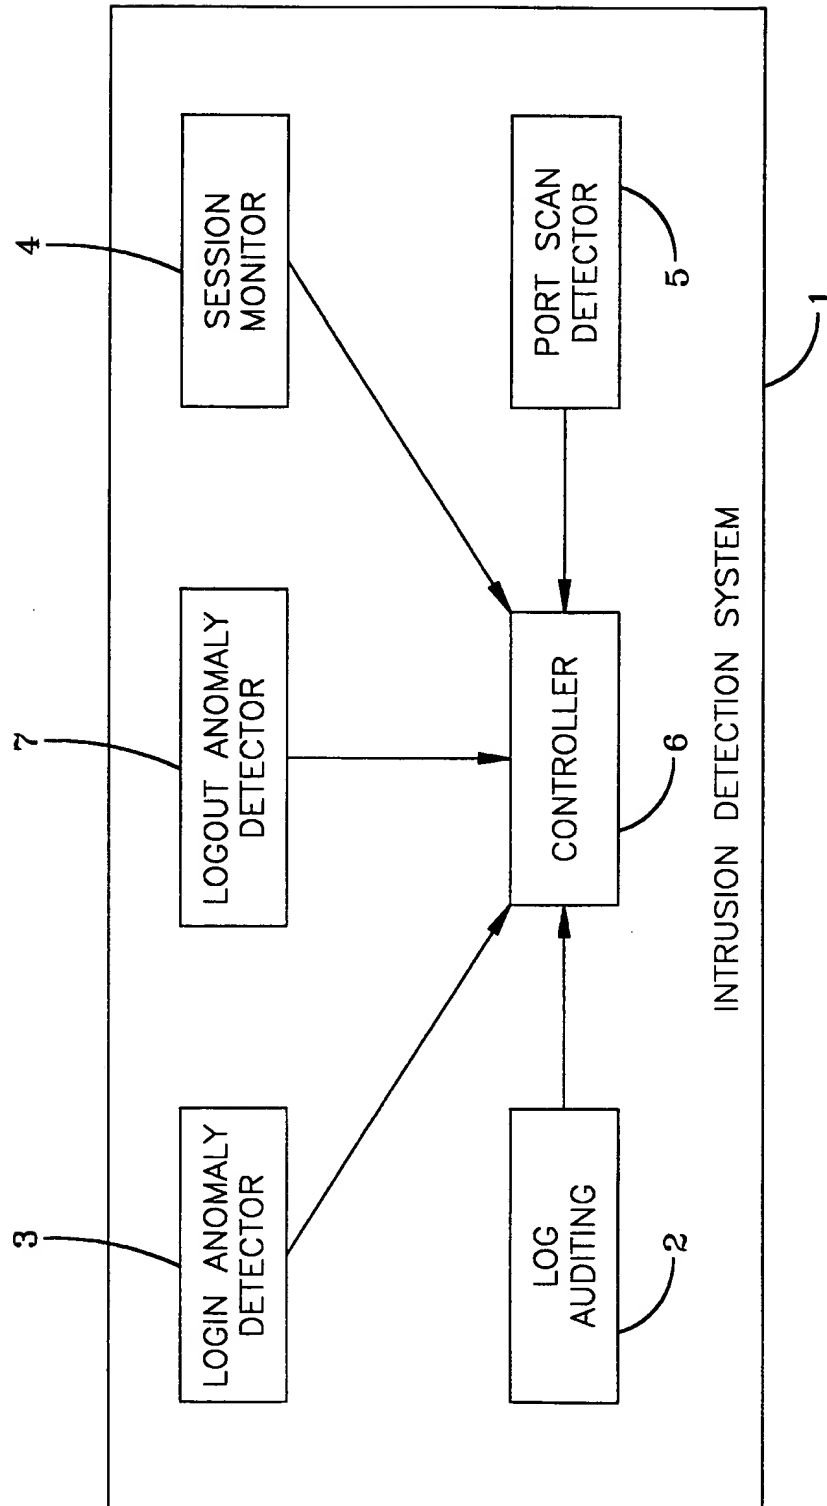 3
7
4
LOGIN ANOMALY
DETECTOR
LOGOUT ANOMALY
DETECTOR
SESSION
MONITOR
LOG
AUDITING
CONTROLLER
PORT SCAN
DETECTOR
2
6
5
INTRUSION DETECTION SYSTEM
1